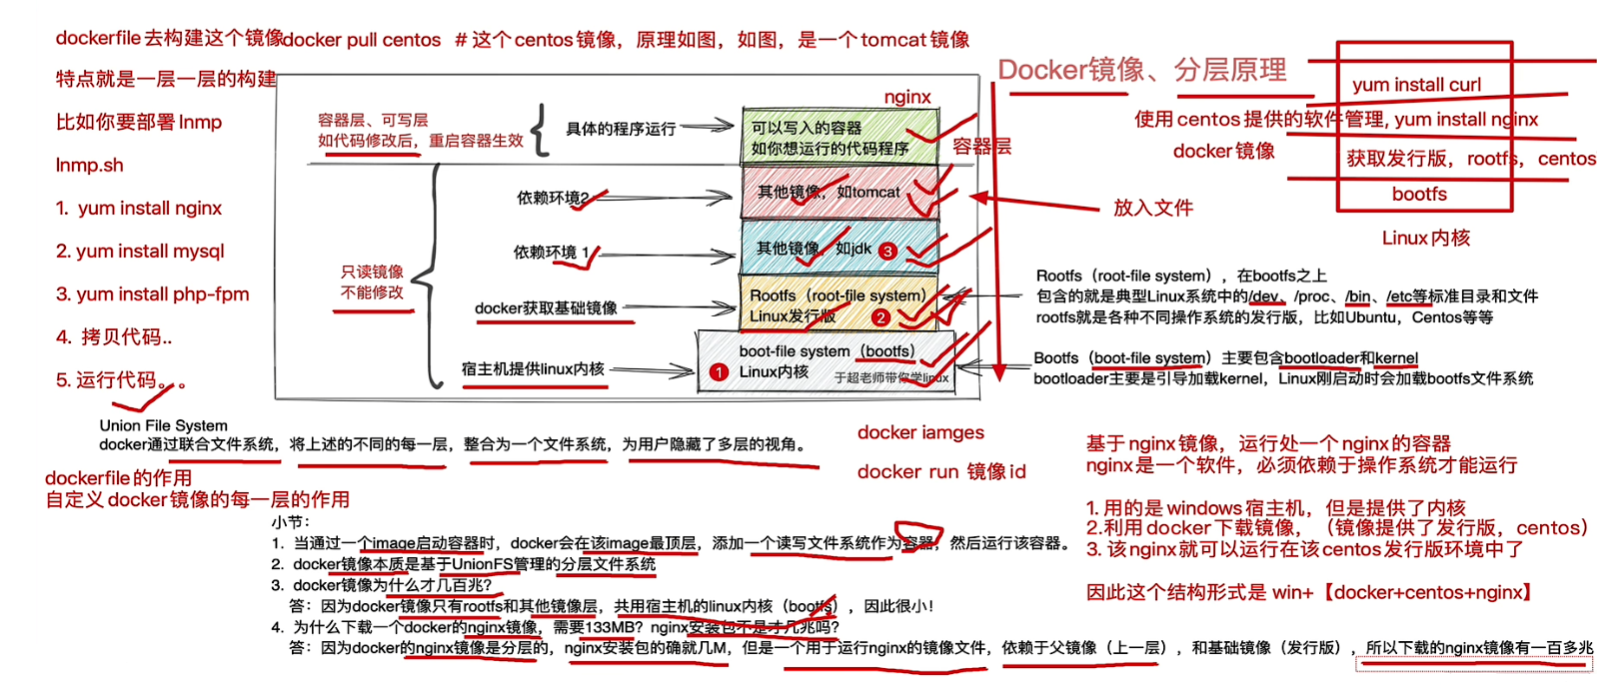 dockerfile去构建这个镜像docker pull centos # 这个centos镜像，原理如图，如图，是一个tomcat镜像
特点就是一层一层的构建
比如你要部署lnmp
lnmp.sh
1. yum install nginx
2. yum install mysql
3. yum install php-fpm
4. 拷贝代码..
5. 运行代码。。
容器层、可写层
如代码修改后，重启容器生效
具体的程序运行
nginx
可以写入的容器
如你想运行的代码程序
容器层
依赖环境2
其他镜像，如tomcat
放入文件
依赖环境 1
其他镜像，如jdk 3
只读镜像
不能修改
docker获取基础镜像
Rootfs（root-file system）
Linux发行版 2
宿主机提供linux内核
boot-file system（bootfs）
1 Linux内核
于超老师带你学linux
Docker镜像、分层原理
yum install curl
使用centos提供的软件管理, yum install nginx
docker镜像
获取发行版，rootfs，centos
bootfs
Linux内核
Rootfs（root-file system），在bootfs之上
包含的就是典型Linux系统中的/dev、/proc、/bin、/etc等标准目录和文件
rootfs就是各种不同操作系统的发行版，比如Ubuntu，Centos等等
Bootfs（boot-file system）主要包含bootloader和kernel
bootloader主要是引导加载kernel，Linux刚启动时会加载bootfs文件系统
Union File System
docker通过联合文件系统，将上述的不同的每一层，整合为一个文件系统，为用户隐藏了多层的视角。
dockerfile的作用
自定义docker镜像的每一层的作用
docker iamges
docker run 镜像id
基于nginx镜像，运行处一个nginx的容器
nginx是一个软件，必须依赖于操作系统才能运行
1. 用的是windows宿主机，但是提供了内核
2.利用docker下载镜像，（镜像提供了发行版，centos）
3. 该nginx就可以运行在该centos发行版环境中了
因此这个结构形式是 win+【docker+centos+nginx】
小节：
1. 当通过一个image启动容器时，docker会在该image最顶层，添加一个读写文件系统作为容器，然后运行该容器。
2. docker镜像本质是基于UnionFS管理的分层文件系统
3. docker镜像为什么才几百兆？
答：因为docker镜像只有rootfs和其他镜像层，共用宿主机的linux内核（bootfs），因此很小！
4. 为什么下载一个docker的nginx镜像，需要133MB？nginx安装包不是才几兆吗？
答：因为docker的nginx镜像是分层的，nginx安装包的确就几M，但是一个用于运行nginx的镜像文件，依赖于父镜像（上一层），和基础镜像（发行版），所以下载的nginx镜像有一百多兆